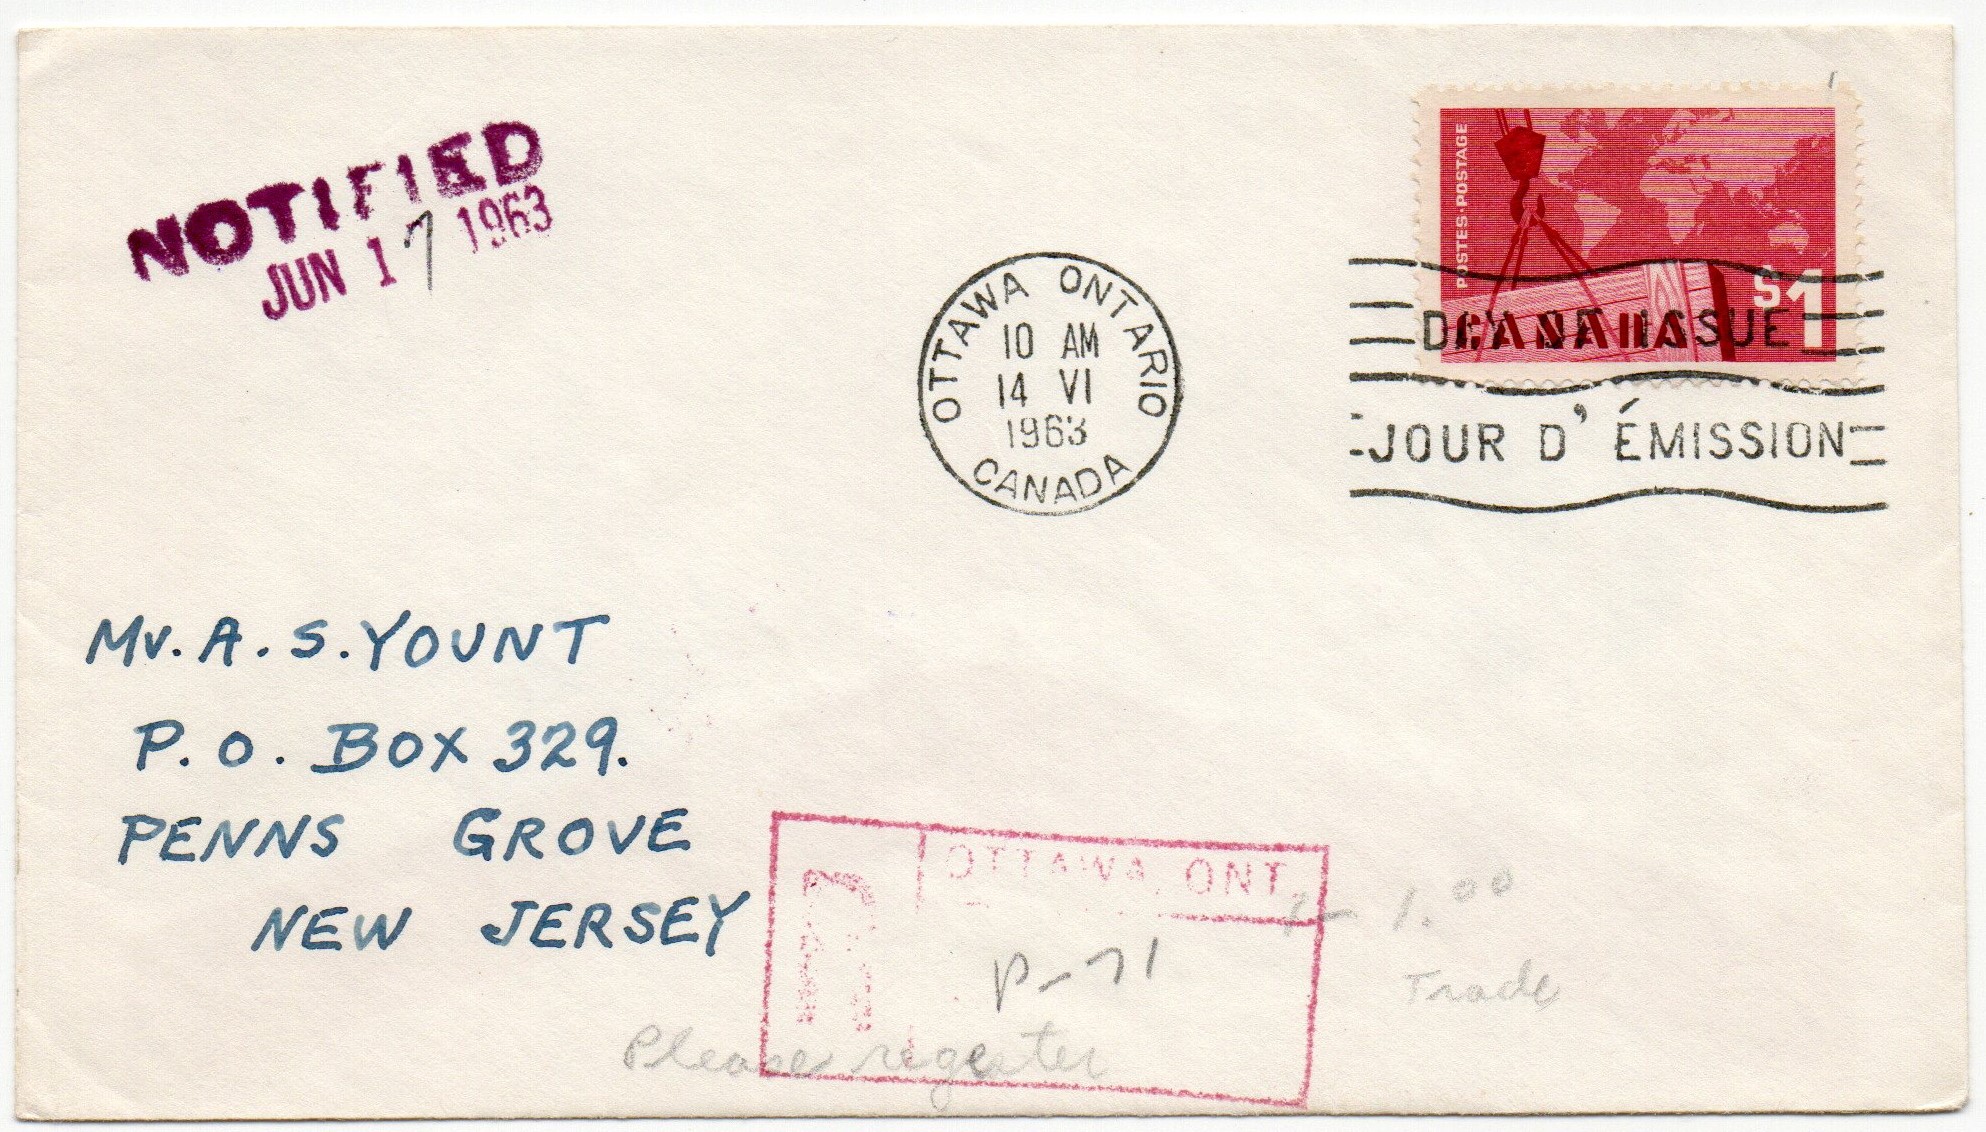 NOTIFIED
JUN 17 1963
POSTES·POSTAGE
$1
CANADA
OTTAWA ONTARIO
10 AM
14 VI
1963
CANADA
DAY OF ISSUE
JOUR D'ÉMISSION
Mr. A. S. YOUNT
P. O. BOX 329.
PENNS GROVE
NEW JERSEY
R
OTTAWA, ONT.
P-71
1- 1.00
Trade
Please register